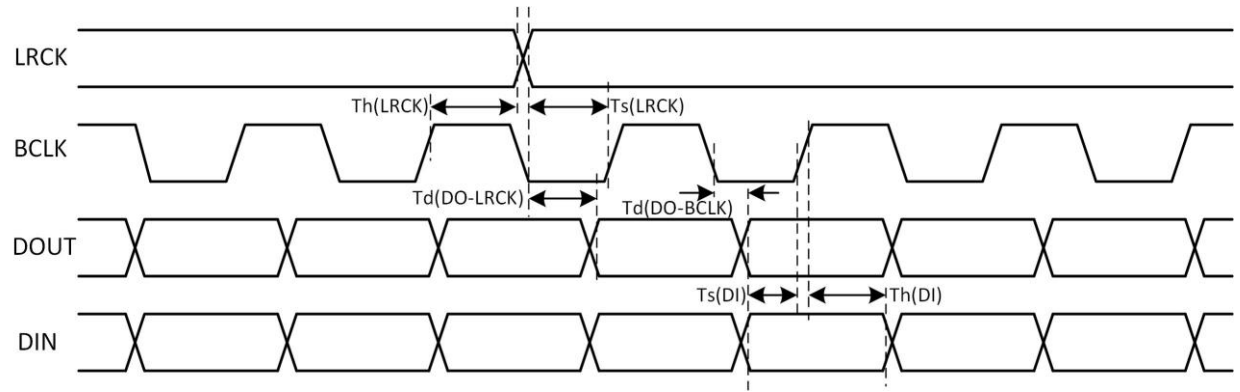 LRCK
Th(LRCK)
Ts(LRCK)
BCLK
Td(DO-LRCK)
Td(DO-BCLK)
DOUT
Ts(DI)
Th(DI)
DIN